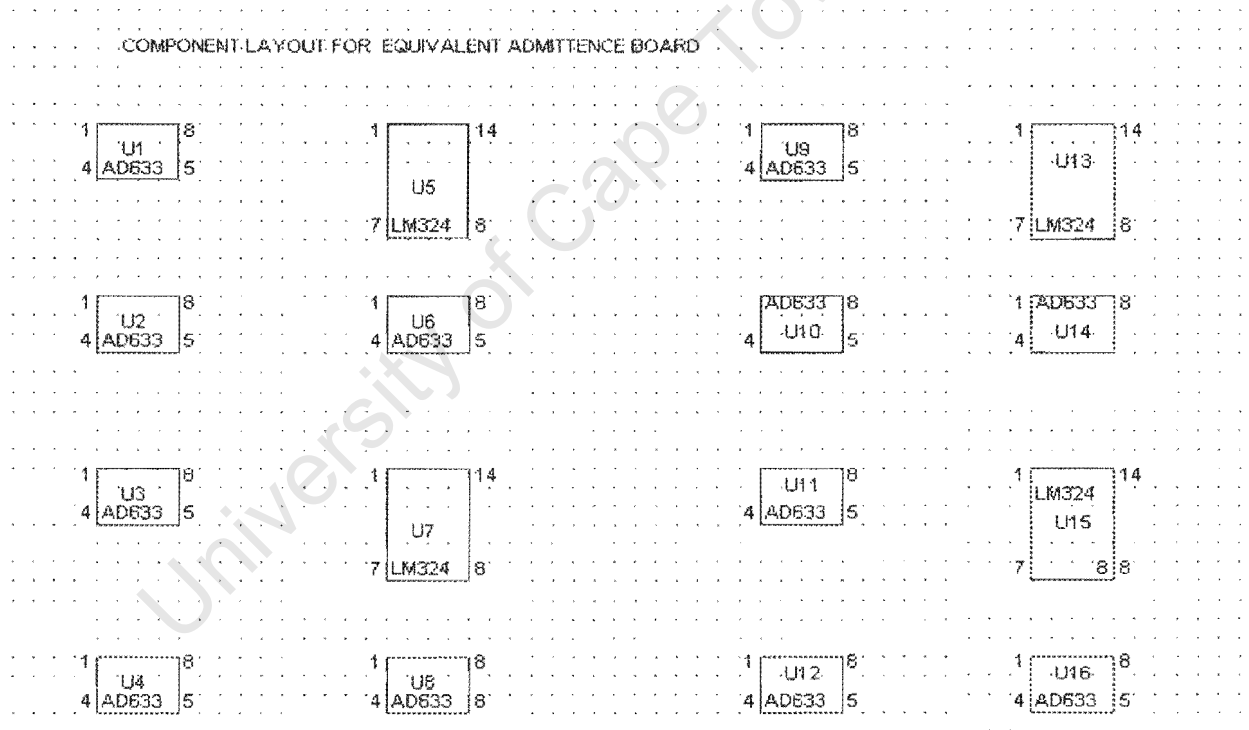 COMPONENT LAYOUT FOR EQUIVALENT ADMITTENCE BOARD
1 8 1 14 1 8 1 14
U1 U9 U13
4 AD633 5 U5 4 AD633 5
7 LM324 8 7 LM324 8
1 8 1 8 AD633 8 1 AD633 8
U2 U6 U10 U14
4 AD633 5 4 AD633 5 4 5 4
1 8 1 14 8 1 14
U3 U11 LM324
4 AD633 5 U7 4 AD633 5 U15
7 LM324 8 7 8 8
1 8 1 8 1 8 1 8
U4 U8 U12 U16
4 AD633 5 4 AD633 8 4 AD633 5 4 AD633 5
University of Cape To